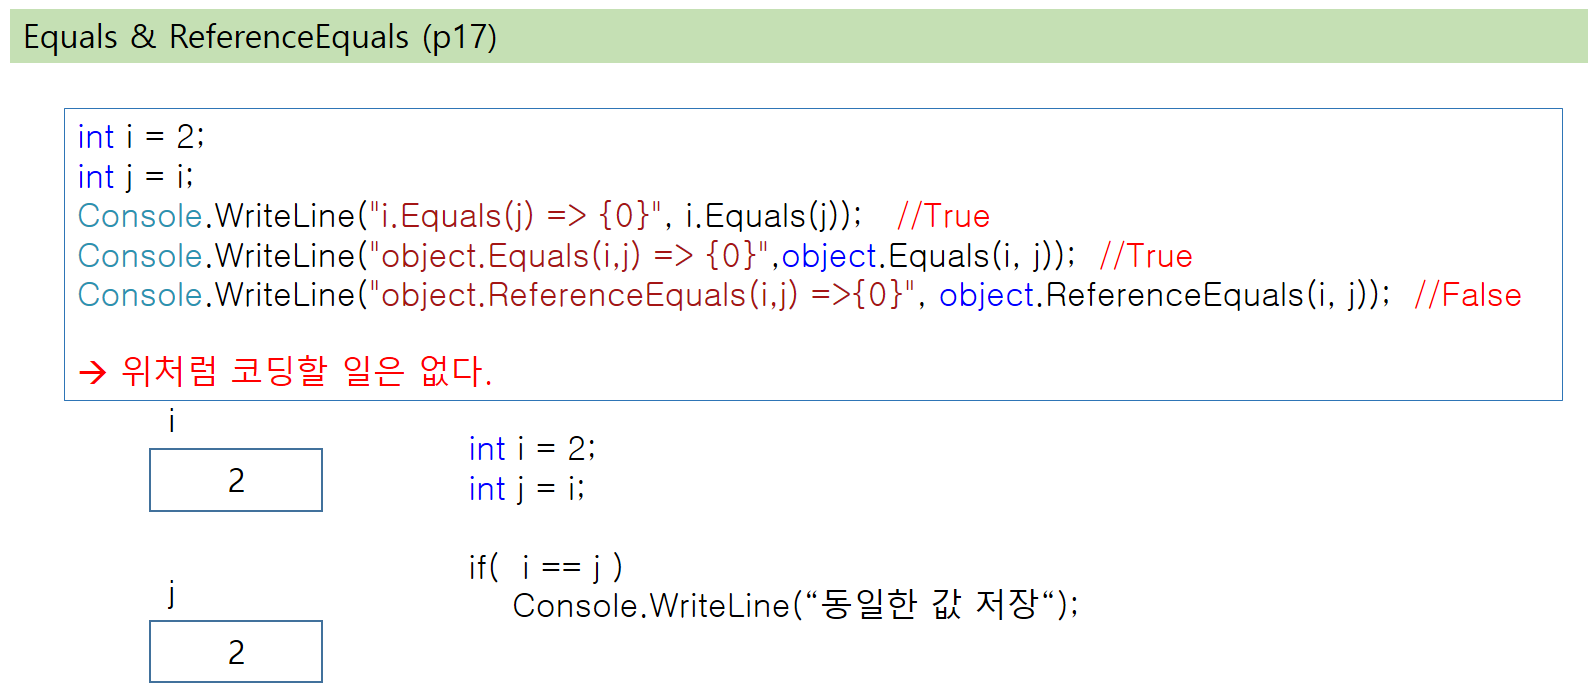 Equals & ReferenceEquals (p17)
int i = 2;
int j = i;
Console.WriteLine("i.Equals(j) => {0}", i.Equals(j));   //True
Console.WriteLine("object.Equals(i,j) => {0}",object.Equals(i, j));  //True
Console.WriteLine("object.ReferenceEquals(i,j) =>{0}", object.ReferenceEquals(i, j));  //False
→ 위처럼 코딩할 일은 없다.
i
2
j
2
int i = 2;
int j = i;
if(  i == j )
Console.WriteLine(“동일한 값 저장“);